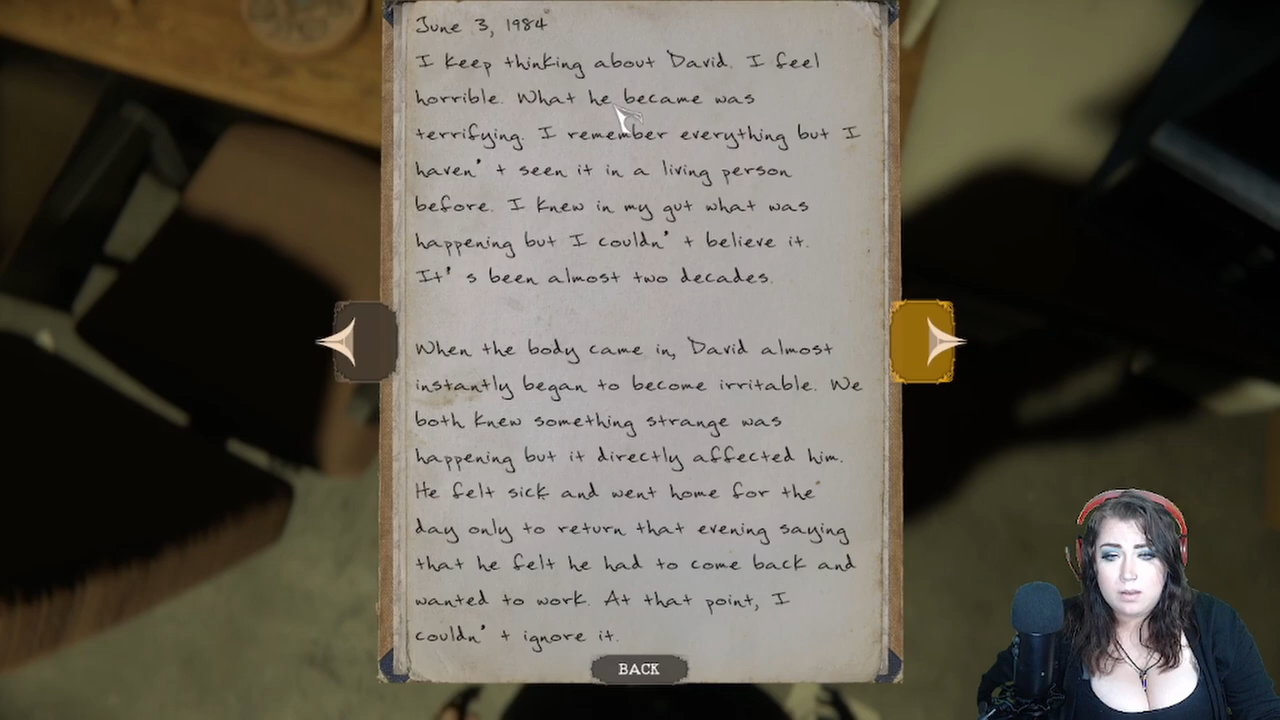 June 3, 1984
I keep thinking about David. I feel
horrible. What he became was
terrifying. I remember everything but I
haven' t seen it in a living person
before. I knew in my gut what was
happening but I couldn' t believe it.
It' s been almost two decades.
When the body came in, David almost
instantly began to become irritable. We
both knew something strange was
happening but it directly affected him.
He felt sick and went home for the
day only to return that evening saying
that he felt he had to come back and
wanted to work. At that point, I
couldn' t ignore it.
BACK